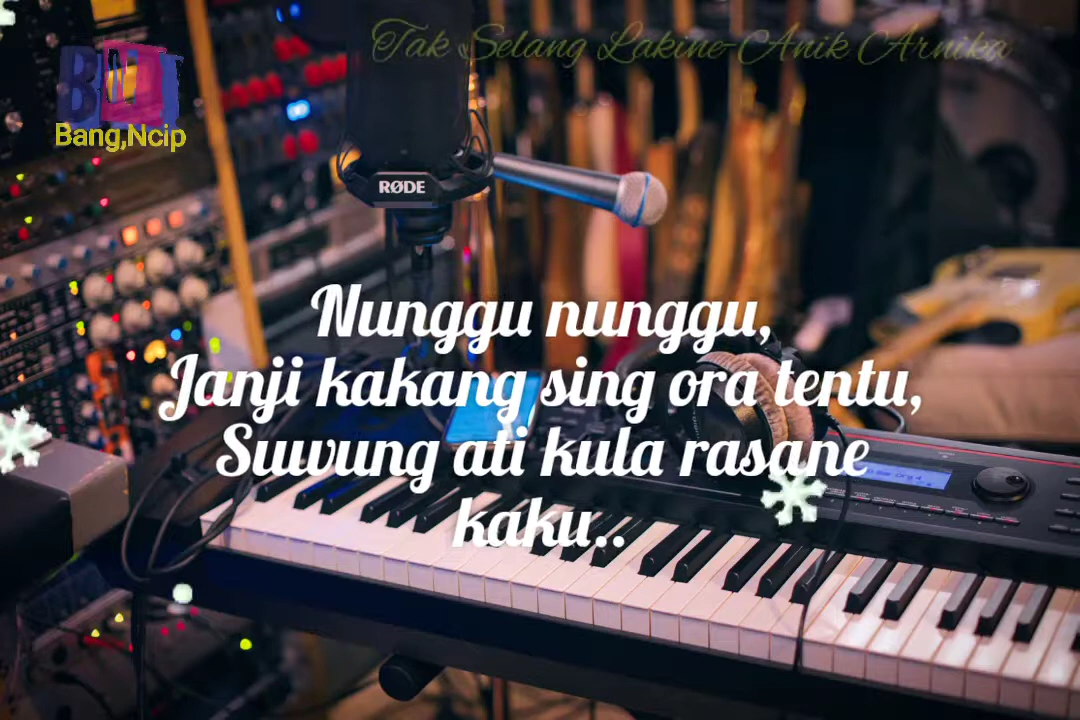 Tak Selang Lakine-Anik Arnika
Bang,Ncip
RØDE
Nunggu nunggu,
Janji kakang sing ora tentu,
Suwung ati kula rasane
kaku..